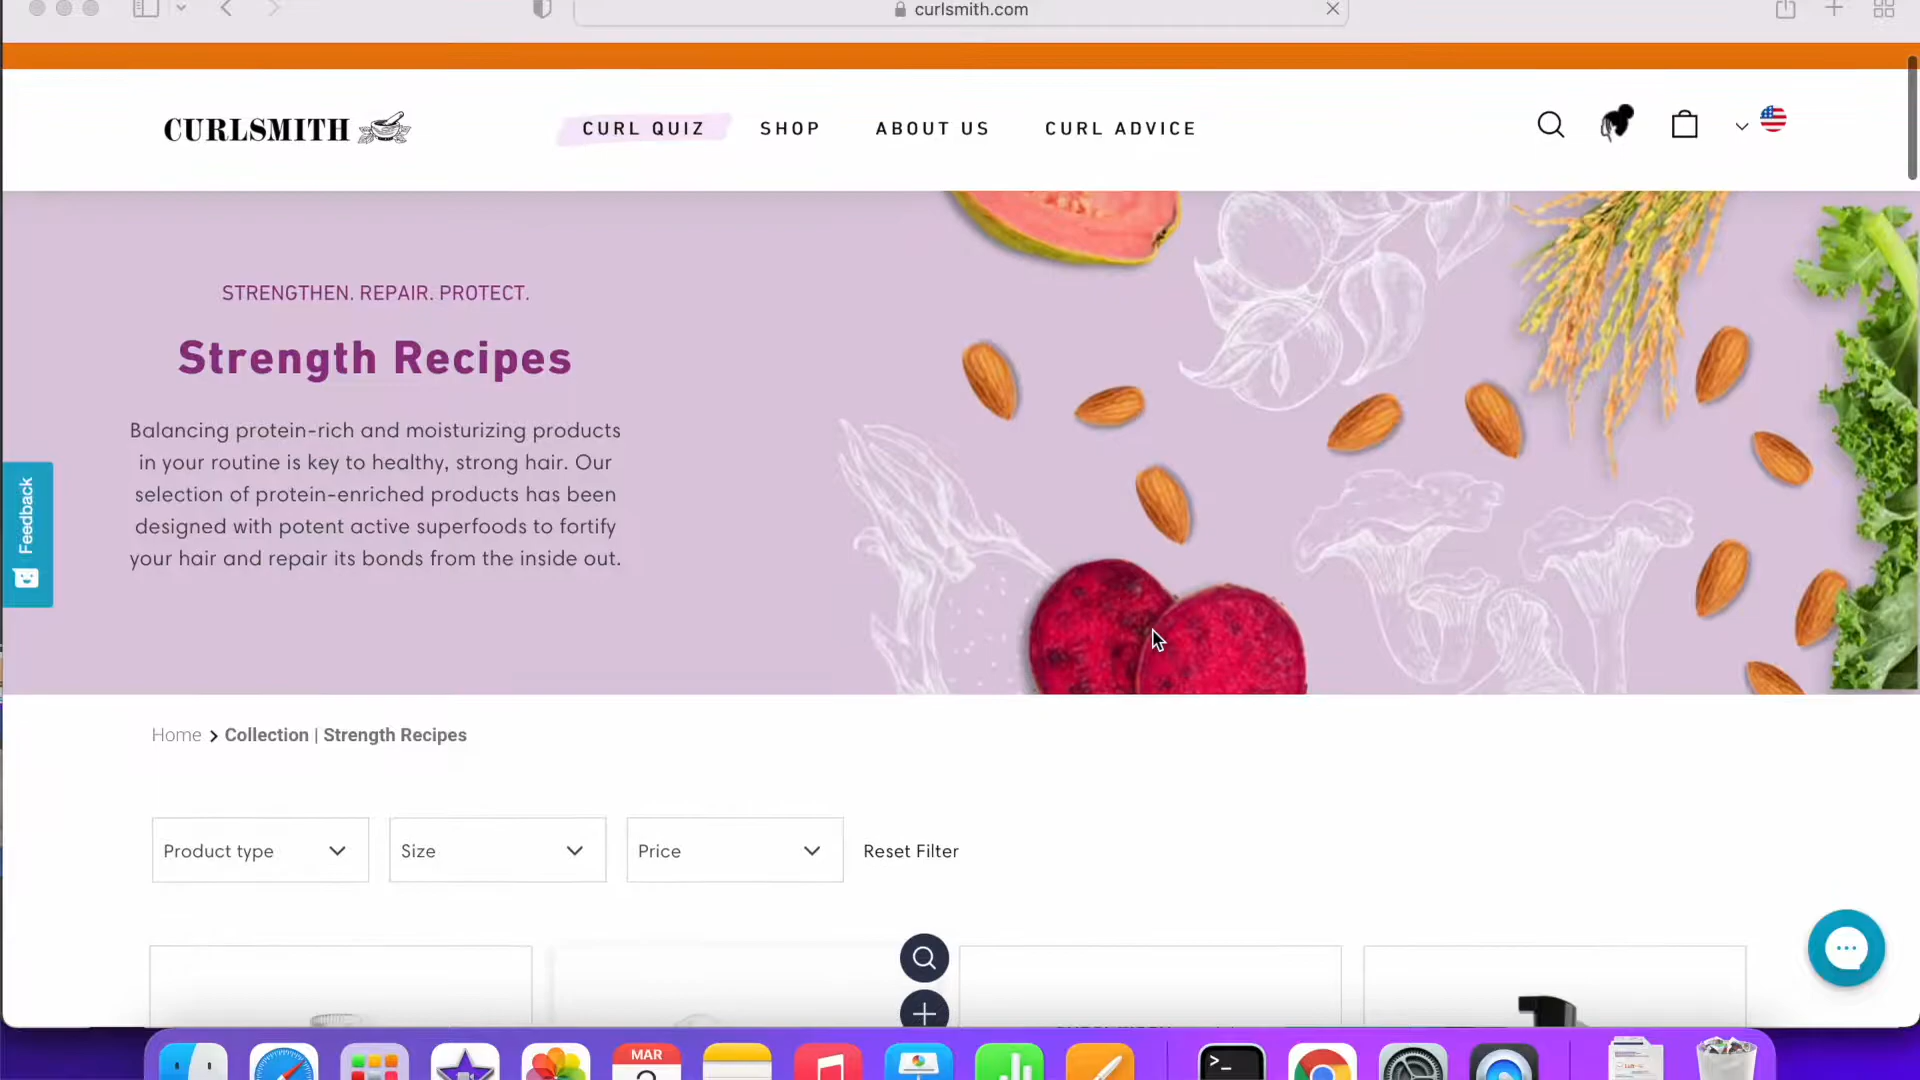 curlsmith.com
CURLSMITH
CURL QUIZ
SHOP
ABOUT US
CURL ADVICE
STRENGTHEN. REPAIR. PROTECT.
Strength Recipes
Balancing protein-rich and moisturizing products
in your routine is key to healthy, strong hair. Our
selection of protein-enriched products has been
designed with potent active superfoods to fortify
your hair and repair its bonds from the inside out.
Feedback
Home > Collection | Strength Recipes
Product type
Size
Price
Reset Filter
MAR